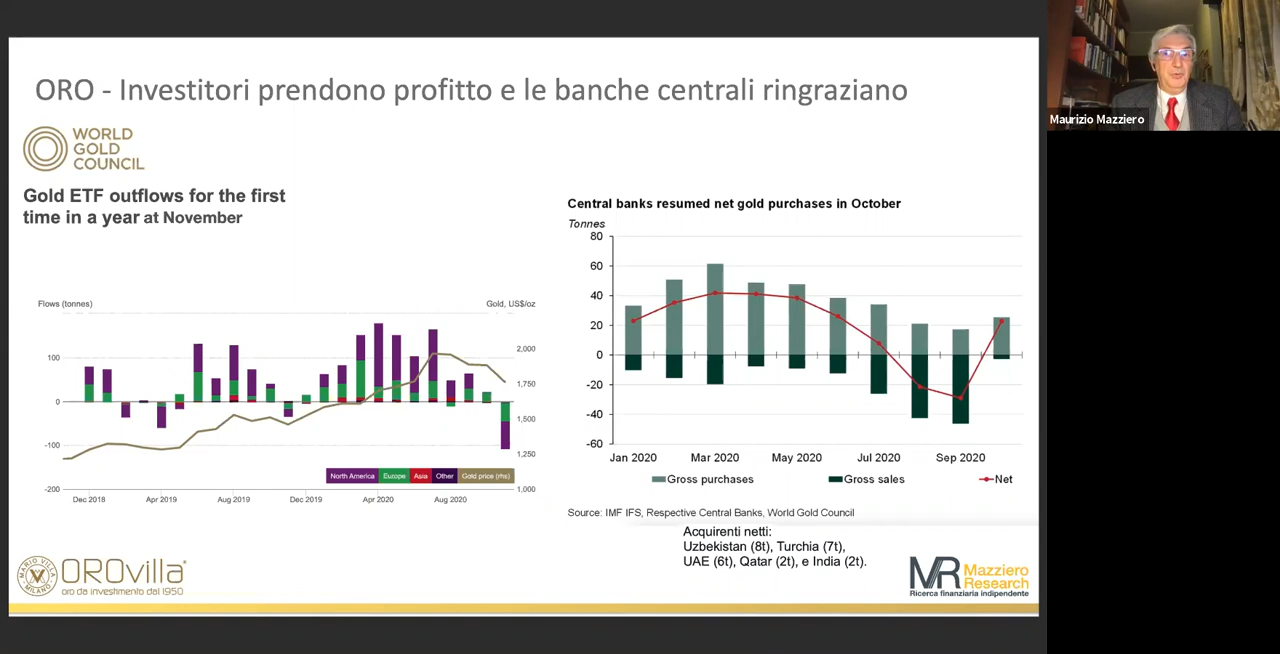 ORO - Investitori prendono profitto e le banche centrali ringraziano
Maurizio Mazziero
WORLD
GOLD
COUNCIL
Gold ETF outflows for the first
time in a year at November
Flows (tonnes)
Gold, US$/oz
100
0
-100
-200
2,000
1,750
1,500
1,250
1,000
North America
Europe
Asia
Other
Gold price (rhs)
Dec 2018
Apr 2019
Aug 2019
Dec 2019
Apr 2020
Aug 2020
Central banks resumed net gold purchases in October
Tonnes
80
60
40
20
0
-20
-40
-60
Jan 2020
Mar 2020
May 2020
Jul 2020
Sep 2020
Gross purchases
Gross sales
Net
Source: IMF IFS, Respective Central Banks, World Gold Council
Acquirenti netti:
Uzbekistan (8t), Turchia (7t),
UAE (6t), Qatar (2t), e India (2t).
MARIO VILLA
MILANO
OROvilla®
oro da investimento dal 1950
MR
Mazziero
Research
Ricerca finanziaria indipendente